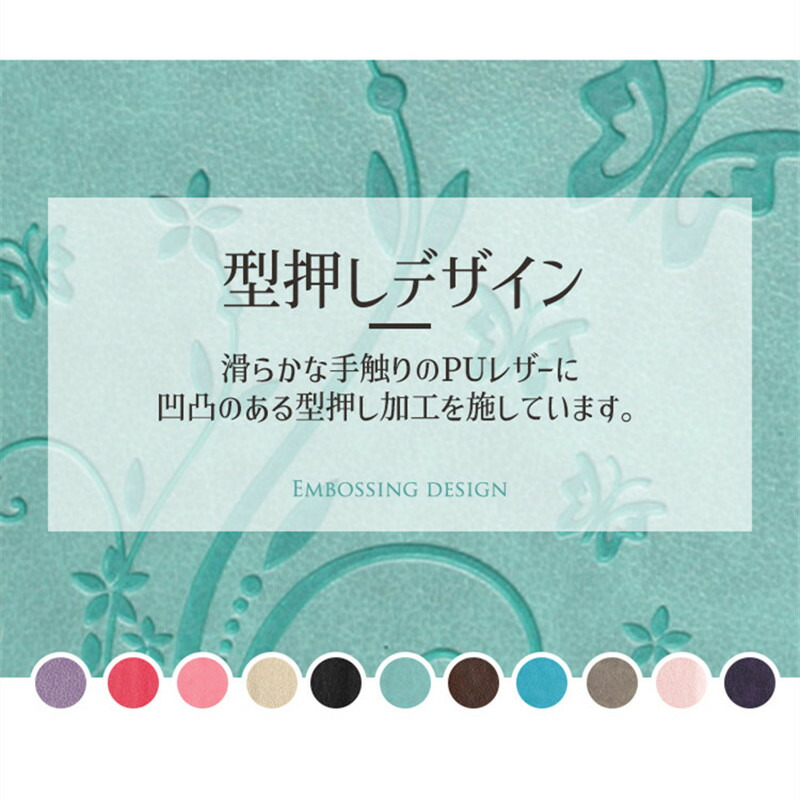 型押しデザイン
滑らかな手触りのPUレザーに
凹凸のある型押し加工を施しています。
EMBOSSING DESIGN